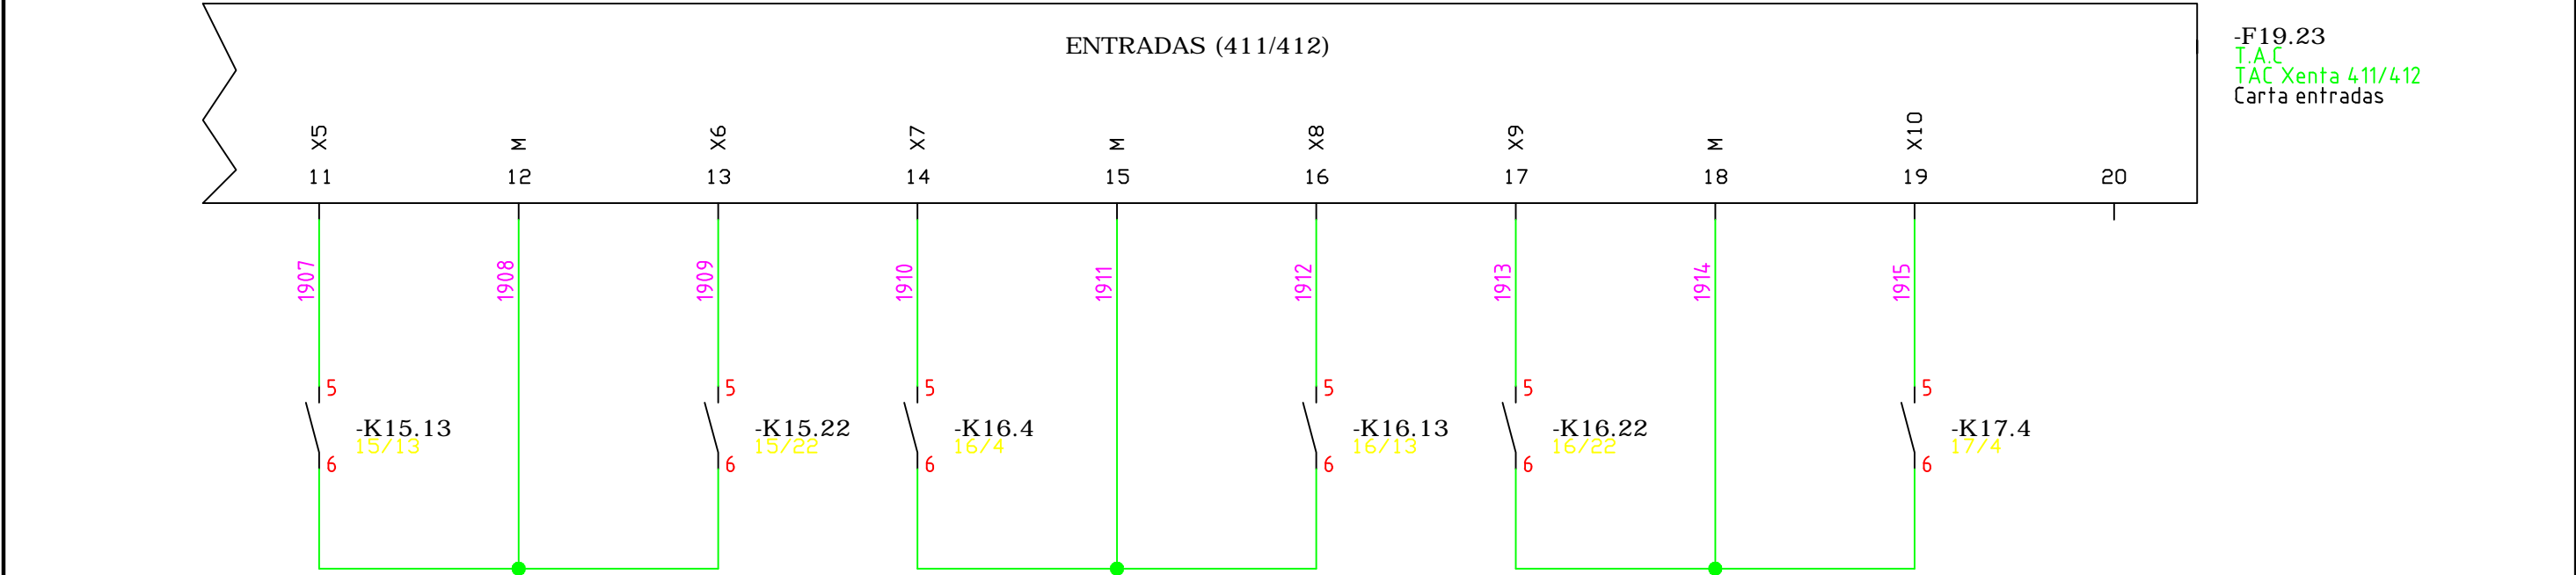 ENTRADAS (411/412)
-F19.23
T.A.C
TAC Xenta 411/412
Carta entradas
X5 M X6 X7 M X8 X9 M X10
11 12 13 14 15 16 17 18 19 20
1907 1908 1909 1910 1911 1912 1913 1914 1915
5 5 5 5 5 5
-K15.13 -K15.22 -K16.4 -K16.13 -K16.22 -K17.4
15/13 15/22 16/4 16/13 16/22 17/4
6 6 6 6 6 6